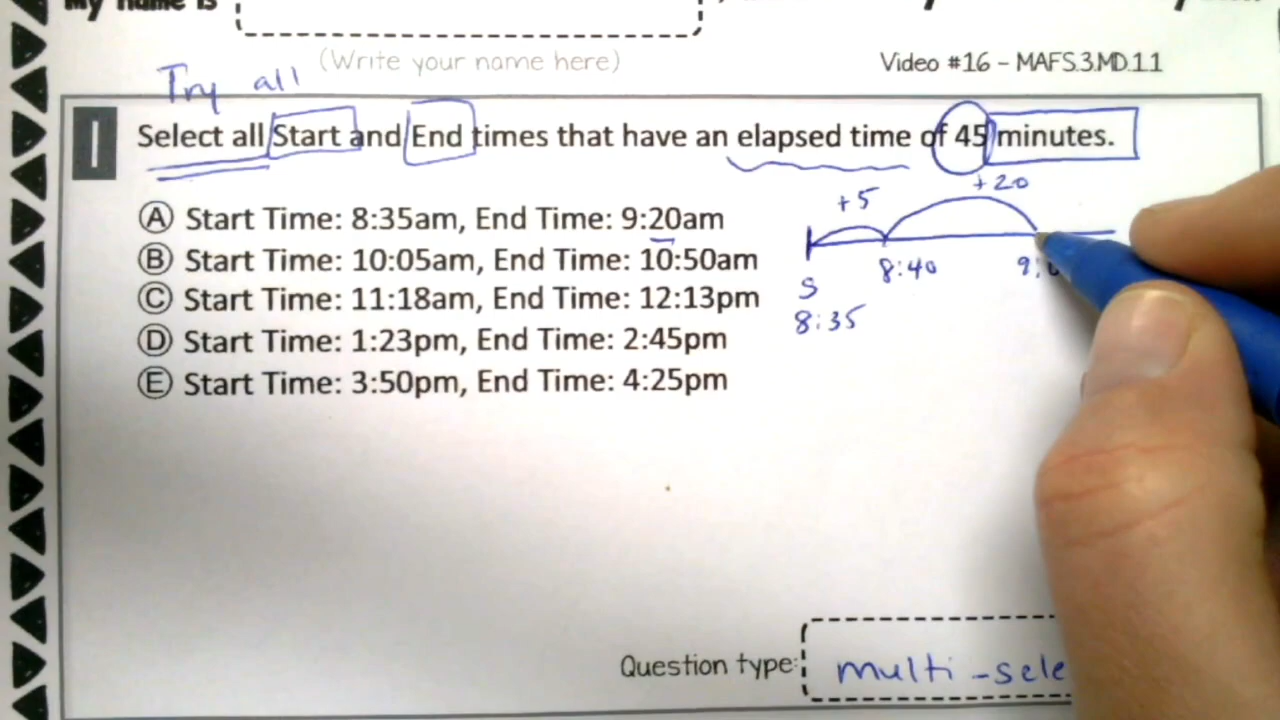 My name is
(Write your name here)
Video #16 – MAFS.3.MD.1.1
Try all
1 Select all Start and End times that have an elapsed time of 45 minutes.
+5 +20
Ⓐ Start Time: 8:35am, End Time: 9:20am
Ⓑ Start Time: 10:05am, End Time: 10:50am
8:40
Ⓒ Start Time: 11:18am, End Time: 12:13pm
S
8:35
Ⓓ Start Time: 1:23pm, End Time: 2:45pm
Ⓔ Start Time: 3:50pm, End Time: 4:25pm
Question type: